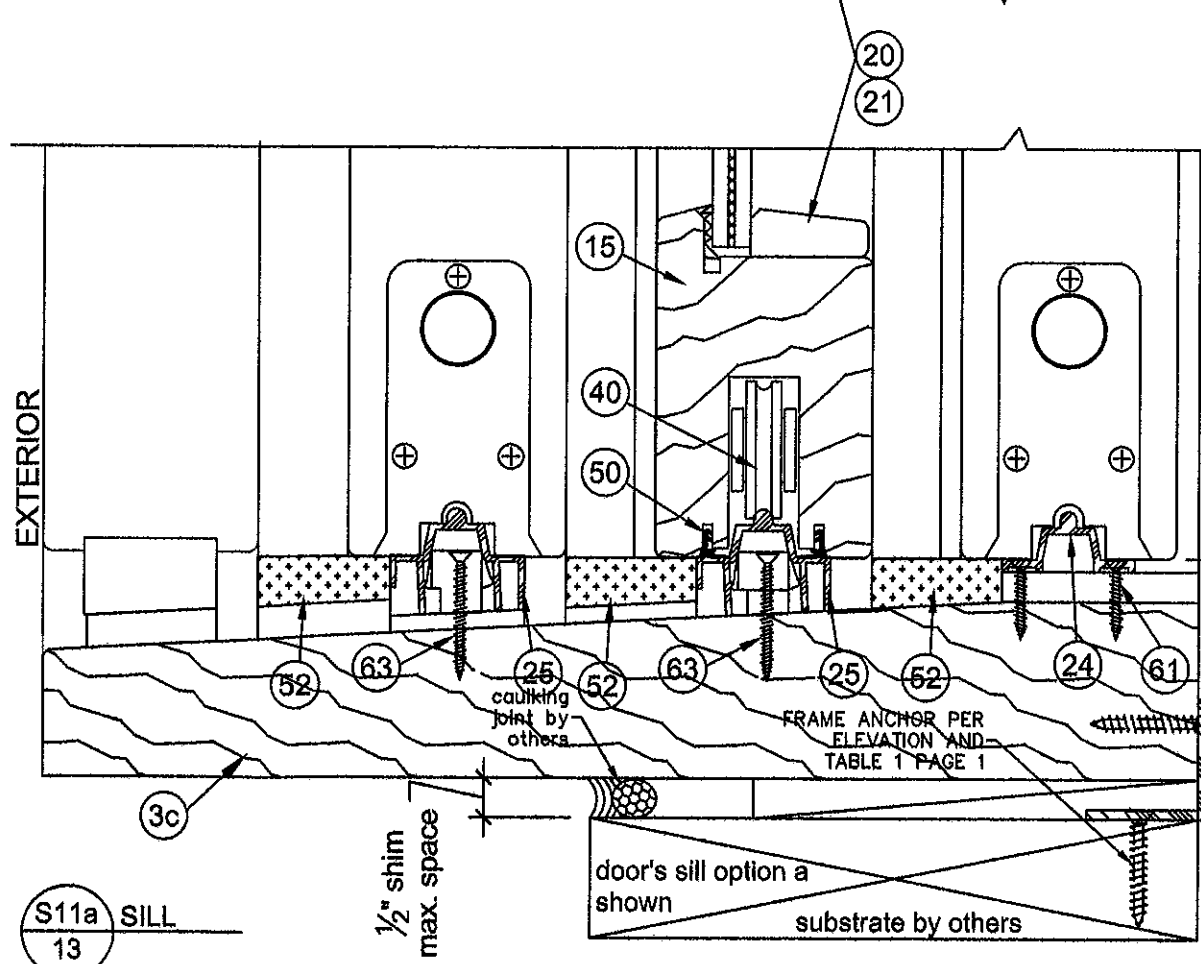 20
21
15
40
EXTERIOR
50
52
63
25
52
63
25
52
24
61
caulking
joint by
others
FRAME ANCHOR PER
ELEVATION AND
TABLE 1 PAGE 1
3c
½" shim
max. space
door's sill option a
shown
substrate by others
S11a
13
SILL